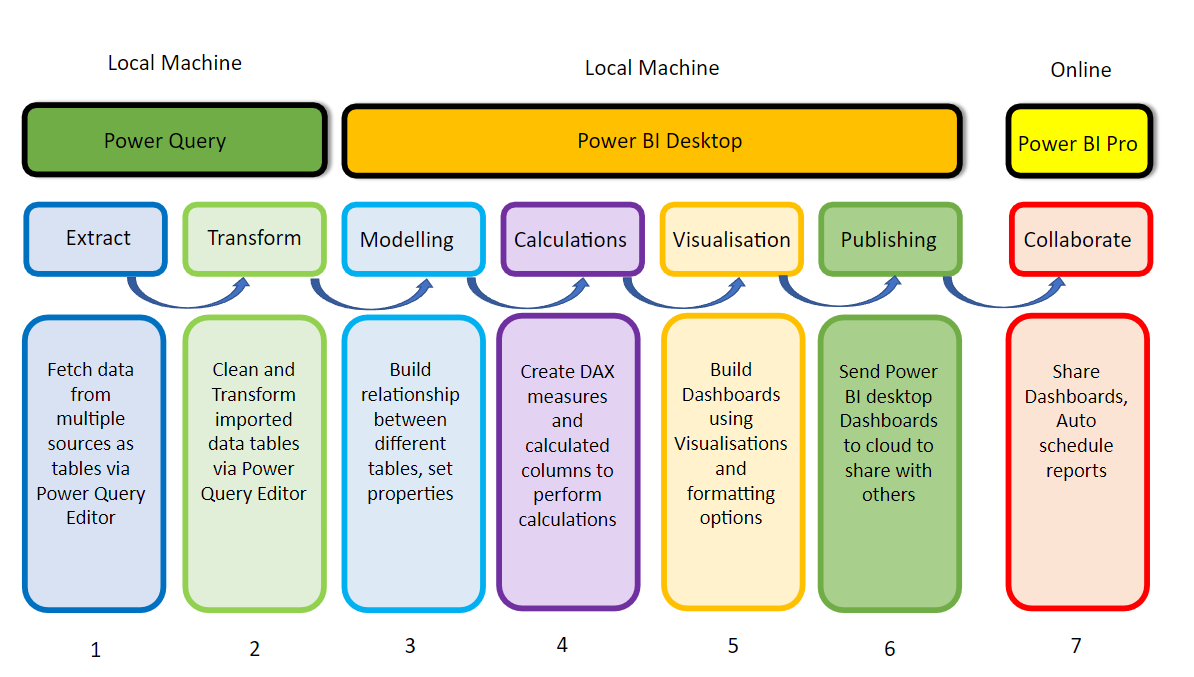 Local Machine
Local Machine
Online
Power Query
Power BI Desktop
Power BI Pro
Extract
Transform
Modelling
Calculations
Visualisation
Publishing
Collaborate
Fetch data
from
multiple
sources as
tables via
Power Query
Editor
Clean and
Transform
imported
data tables
via Power
Query Editor
Build
relationship
between
different
tables, set
properties
Create DAX
measures
and
calculated
columns to
perform
calculations
Build
Dashboards
using
Visualisations
and
formatting
options
Send Power
BI desktop
Dashboards
to cloud to
share with
others
Share
Dashboards,
Auto
schedule
reports
1
2
3
4
5
6
7